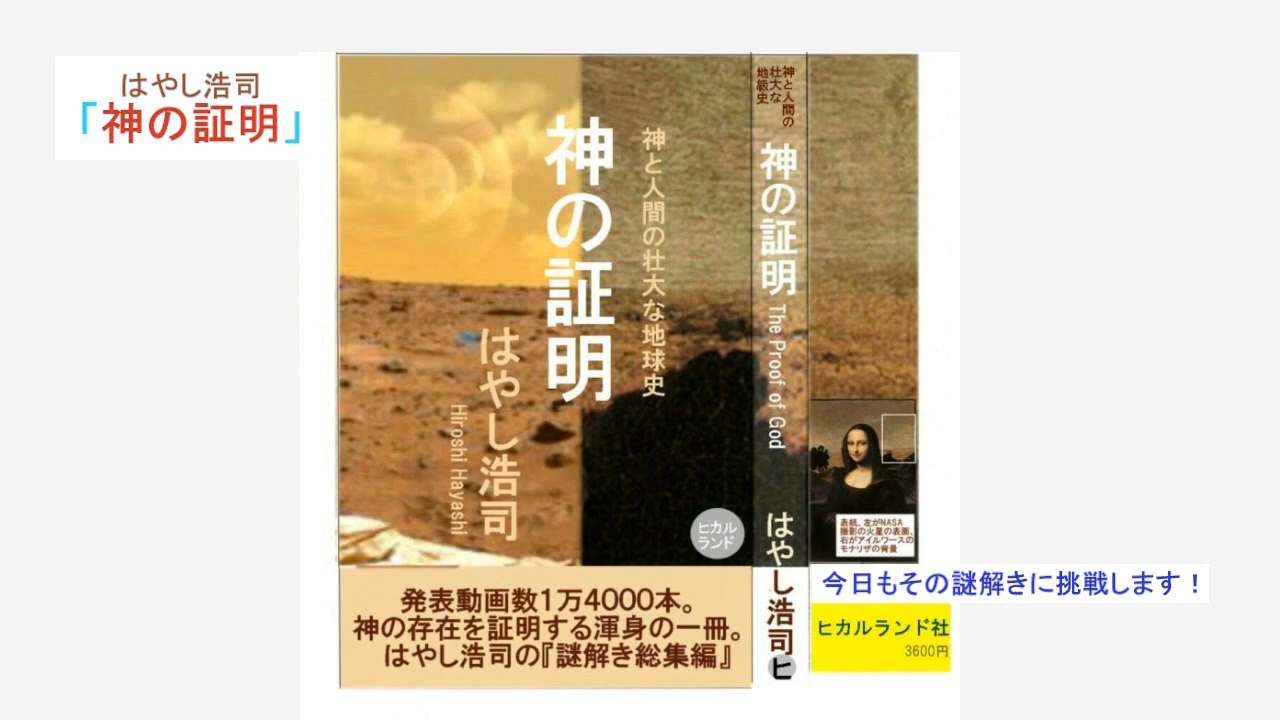 はやし浩司
「神の証明」
神と人間の壮大な地球史
神の証明
はやし浩司
Hiroshi Hayashi
ヒカル
ランド
発表動画数1万4000本。
神の存在を証明する渾身の一冊。
はやし浩司の『謎解き総集編』
神と人間の
壮大な
地級史
神の証明
The Proof of God
はやし浩司
ヒ
表紙、左がNASA
撮影の火星の表画、
右がアイルワースの
モナリザの背景
今日もその謎解きに挑戦します！
ヒカルランド社
3600円